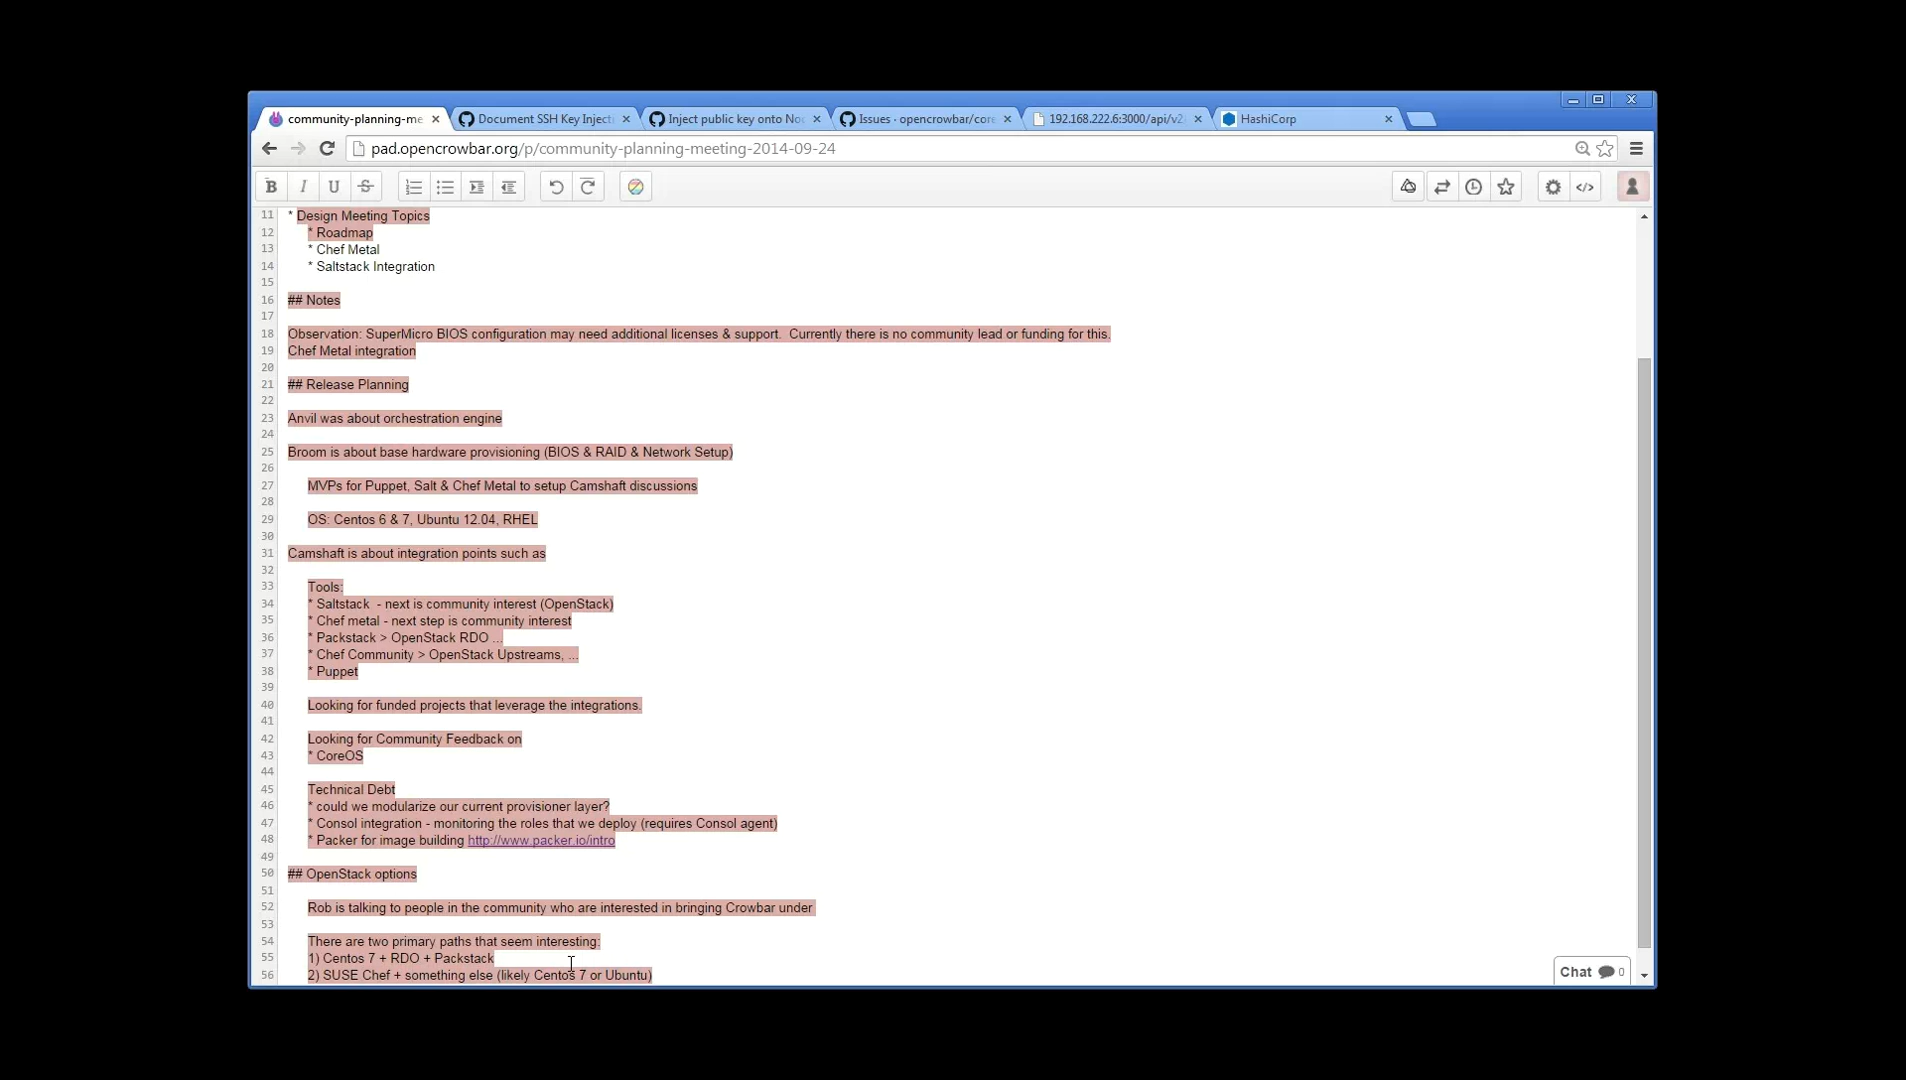 community-planning-me
Document SSH Key Injecti
Inject public key onto Nod
Issues · opencrowbar/core
192.168.222.6:3000/api/v2
HashiCorp
pad.opencrowbar.org/p/community-planning-meeting-2014-09-24
B I U S
11 * Design Meeting Topics
12 * Roadmap
13 * Chef Metal
14 * Saltstack Integration
15
16 ## Notes
17
18 Observation: SuperMicro BIOS configuration may need additional licenses & support.  Currently there is no community lead or funding for this.
19 Chef Metal integration
20
21 ## Release Planning
22
23 Anvil was about orchestration engine
24
25 Broom is about base hardware provisioning (BIOS & RAID & Network Setup)
26
27 MVPs for Puppet, Salt & Chef Metal to setup Camshaft discussions
28
29 OS: Centos 6 & 7, Ubuntu 12.04, RHEL
30
31 Camshaft is about integration points such as
32
33 Tools:
34 * Saltstack  - next is community interest (OpenStack)
35 * Chef metal - next step is community interest
36 * Packstack > OpenStack RDO ...
37 * Chef Community > OpenStack Upstreams, ...
38 * Puppet
39
40 Looking for funded projects that leverage the integrations.
41
42 Looking for Community Feedback on
43 * CoreOS
44
45 Technical Debt
46 * could we modularize our current provisioner layer?
47 * Consol integration - monitoring the roles that we deploy (requires Consol agent)
48 * Packer for image building http://www.packer.io/intro
49
50 ## OpenStack options
51
52 Rob is talking to people in the community who are interested in bringing Crowbar under
53
54 There are two primary paths that seem interesting:
55 1) Centos 7 + RDO + Packstack
56 2) SUSE Chef + something else (likely Centos 7 or Ubuntu)
Chat 0